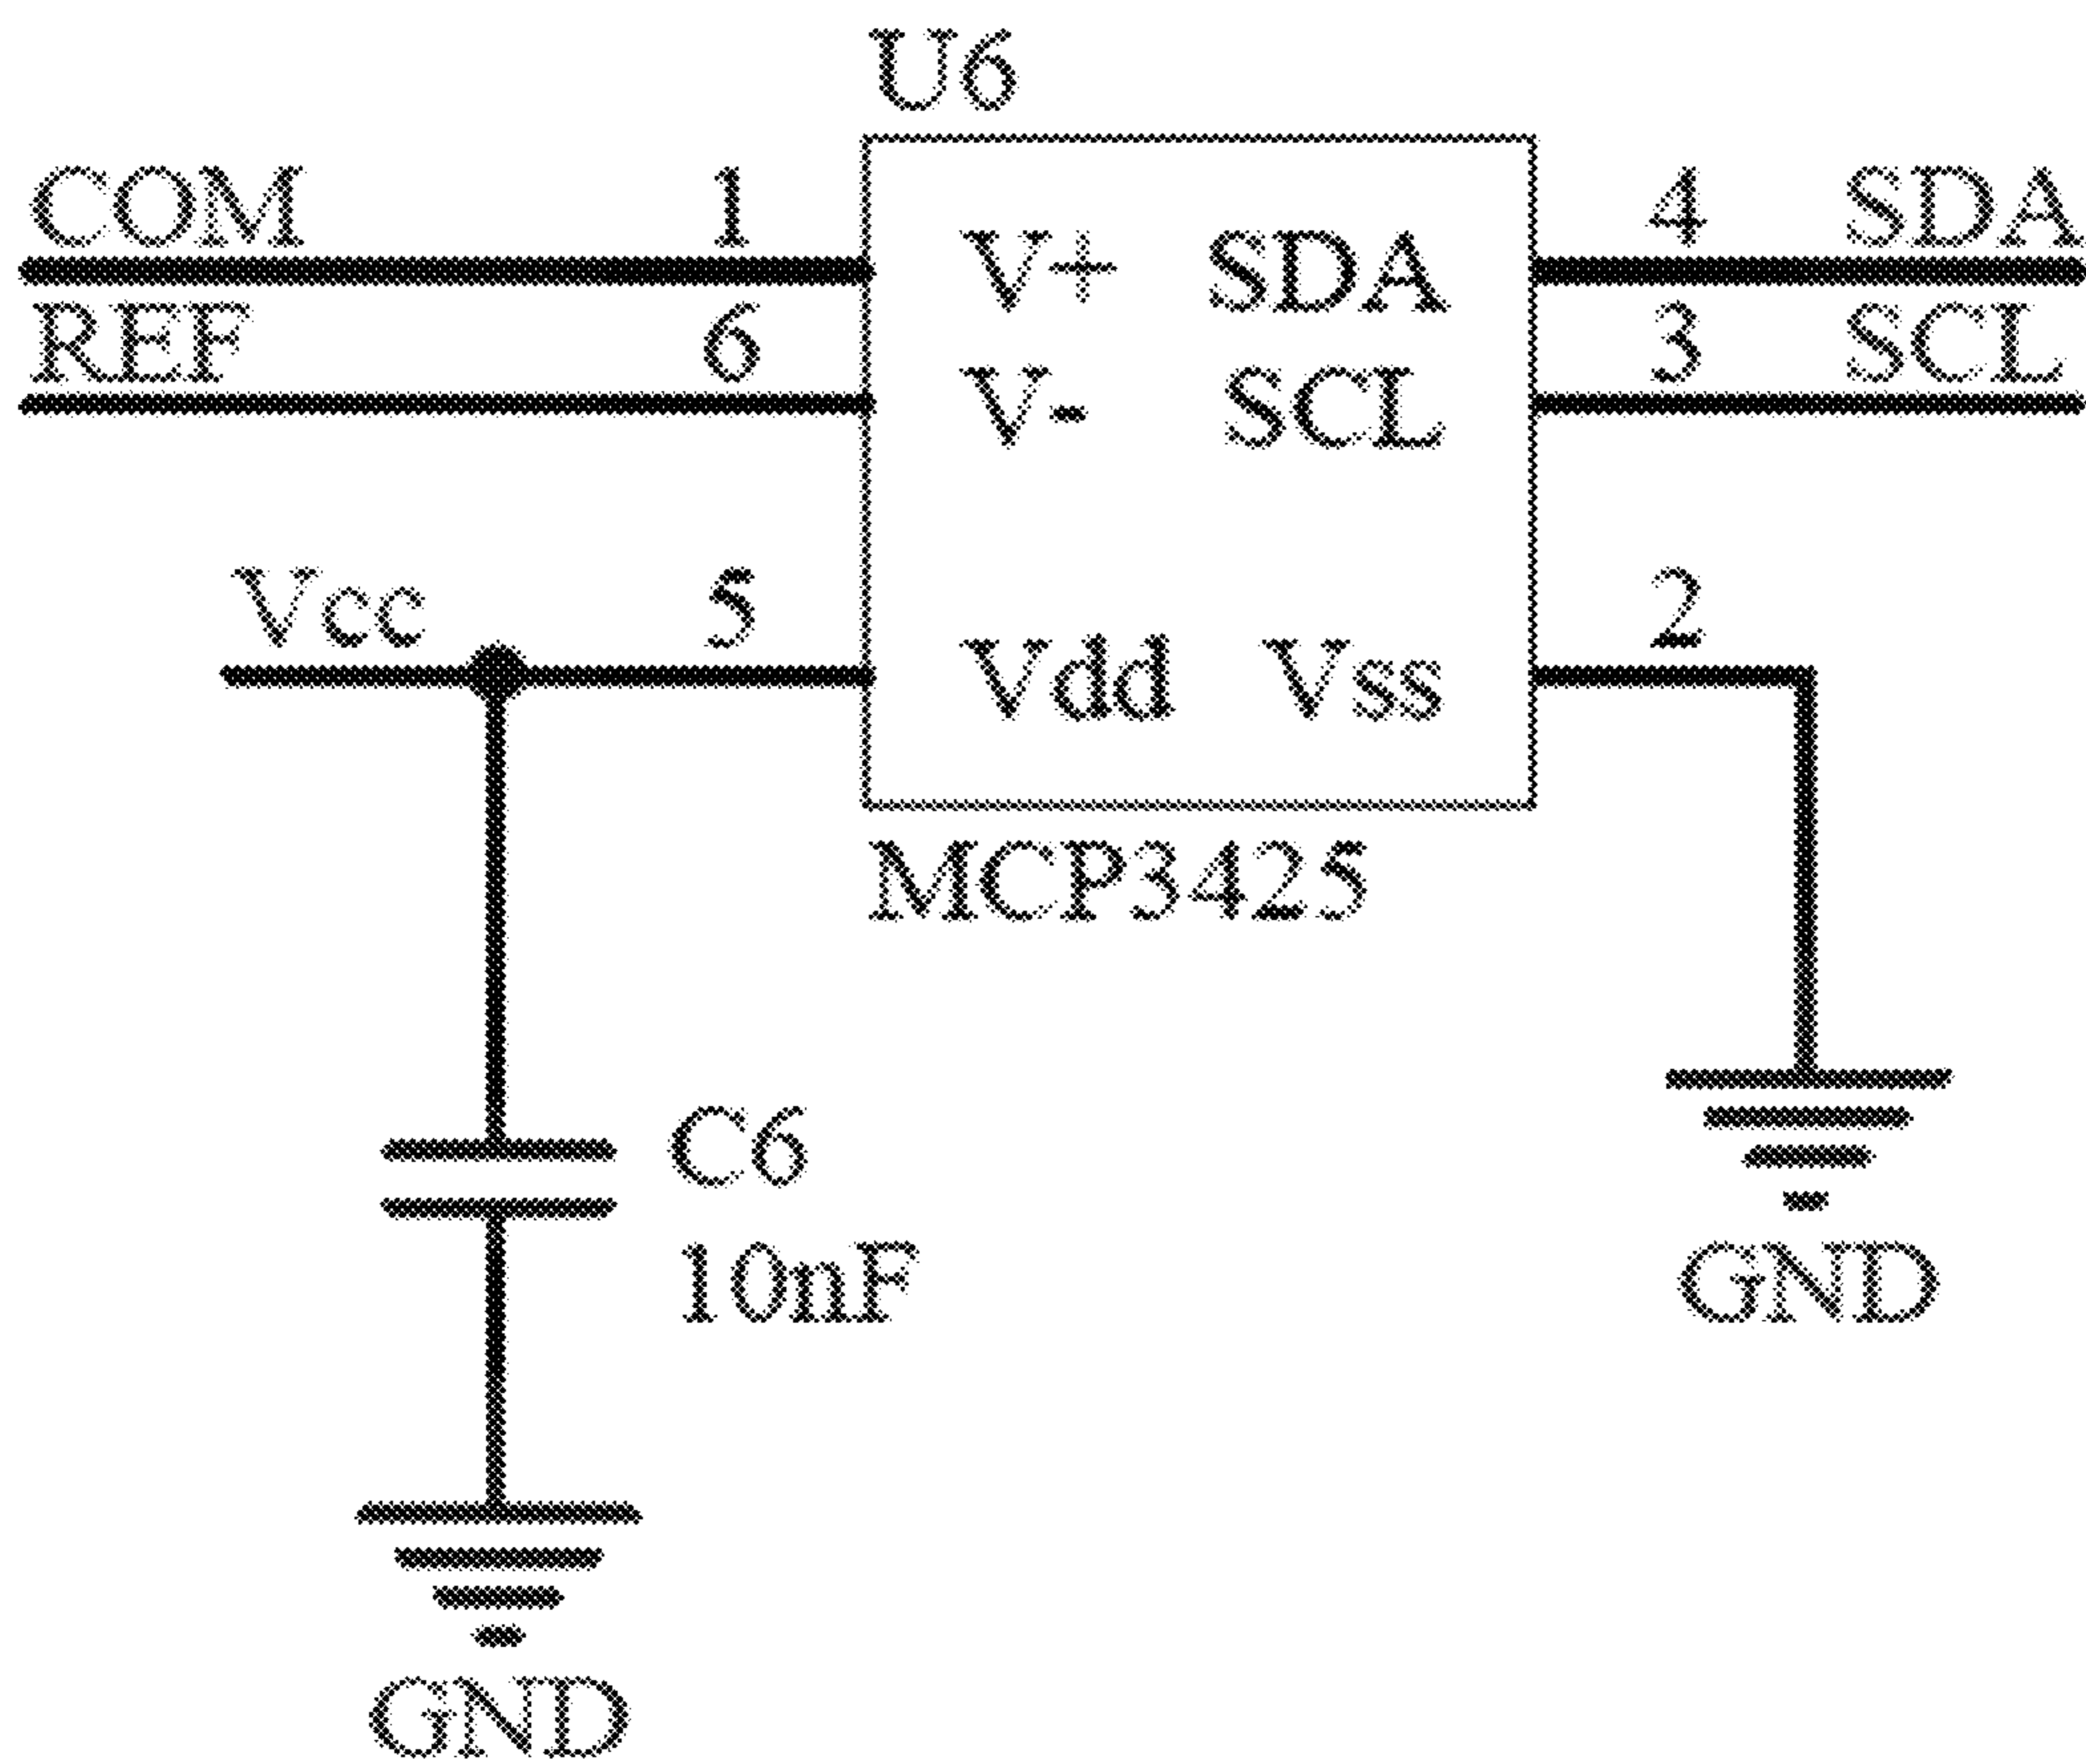 U6
COM 1 V+ SDA 4 SDA
REF 6 V- SCL 3 SCL
Vcc 5 Vdd Vss 2
MCP3425
C6
10nF
GND
GND